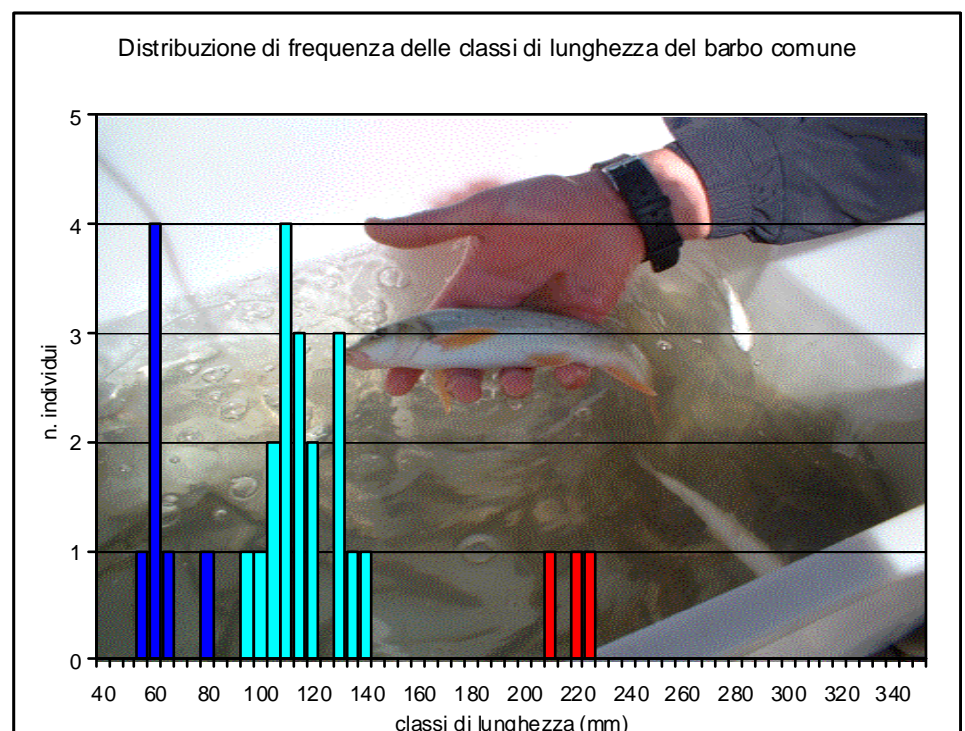 Distribuzione di frequenza delle classi di lunghezza del barbo comune
5
4
3
2
1
0
n. individui
40 60 80 100 120 140 160 180 200 220 240 260 280 300 320 340
classi di lunghezza (mm)